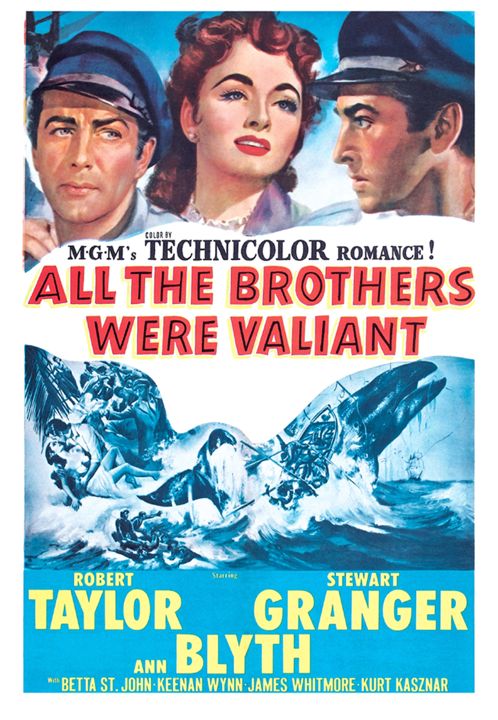 M·G·M's COLOR BY TECHNICOLOR ROMANCE!
ALL THE BROTHERS
WERE VALIANT
Starring
ROBERT TAYLOR
STEWART GRANGER
ANN BLYTH
With BETTA ST. JOHN · KEENAN WYNN · JAMES WHITMORE · KURT KASZNAR